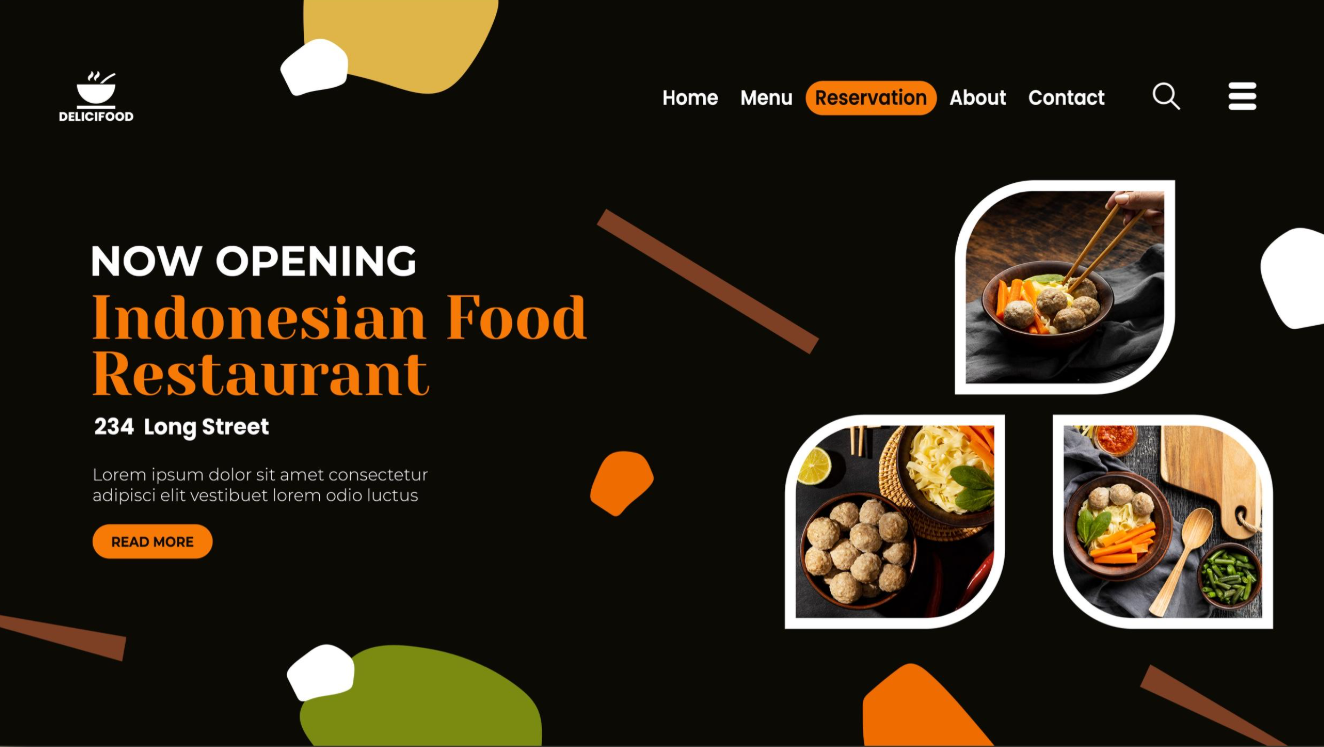 DELICIFOOD
Home Menu Reservation About Contact
NOW OPENING
Indonesian Food
Restaurant
234 Long Street
Lorem ipsum dolor sit amet consectetur
adipisci elit vestibuet lorem odio luctus
READ MORE